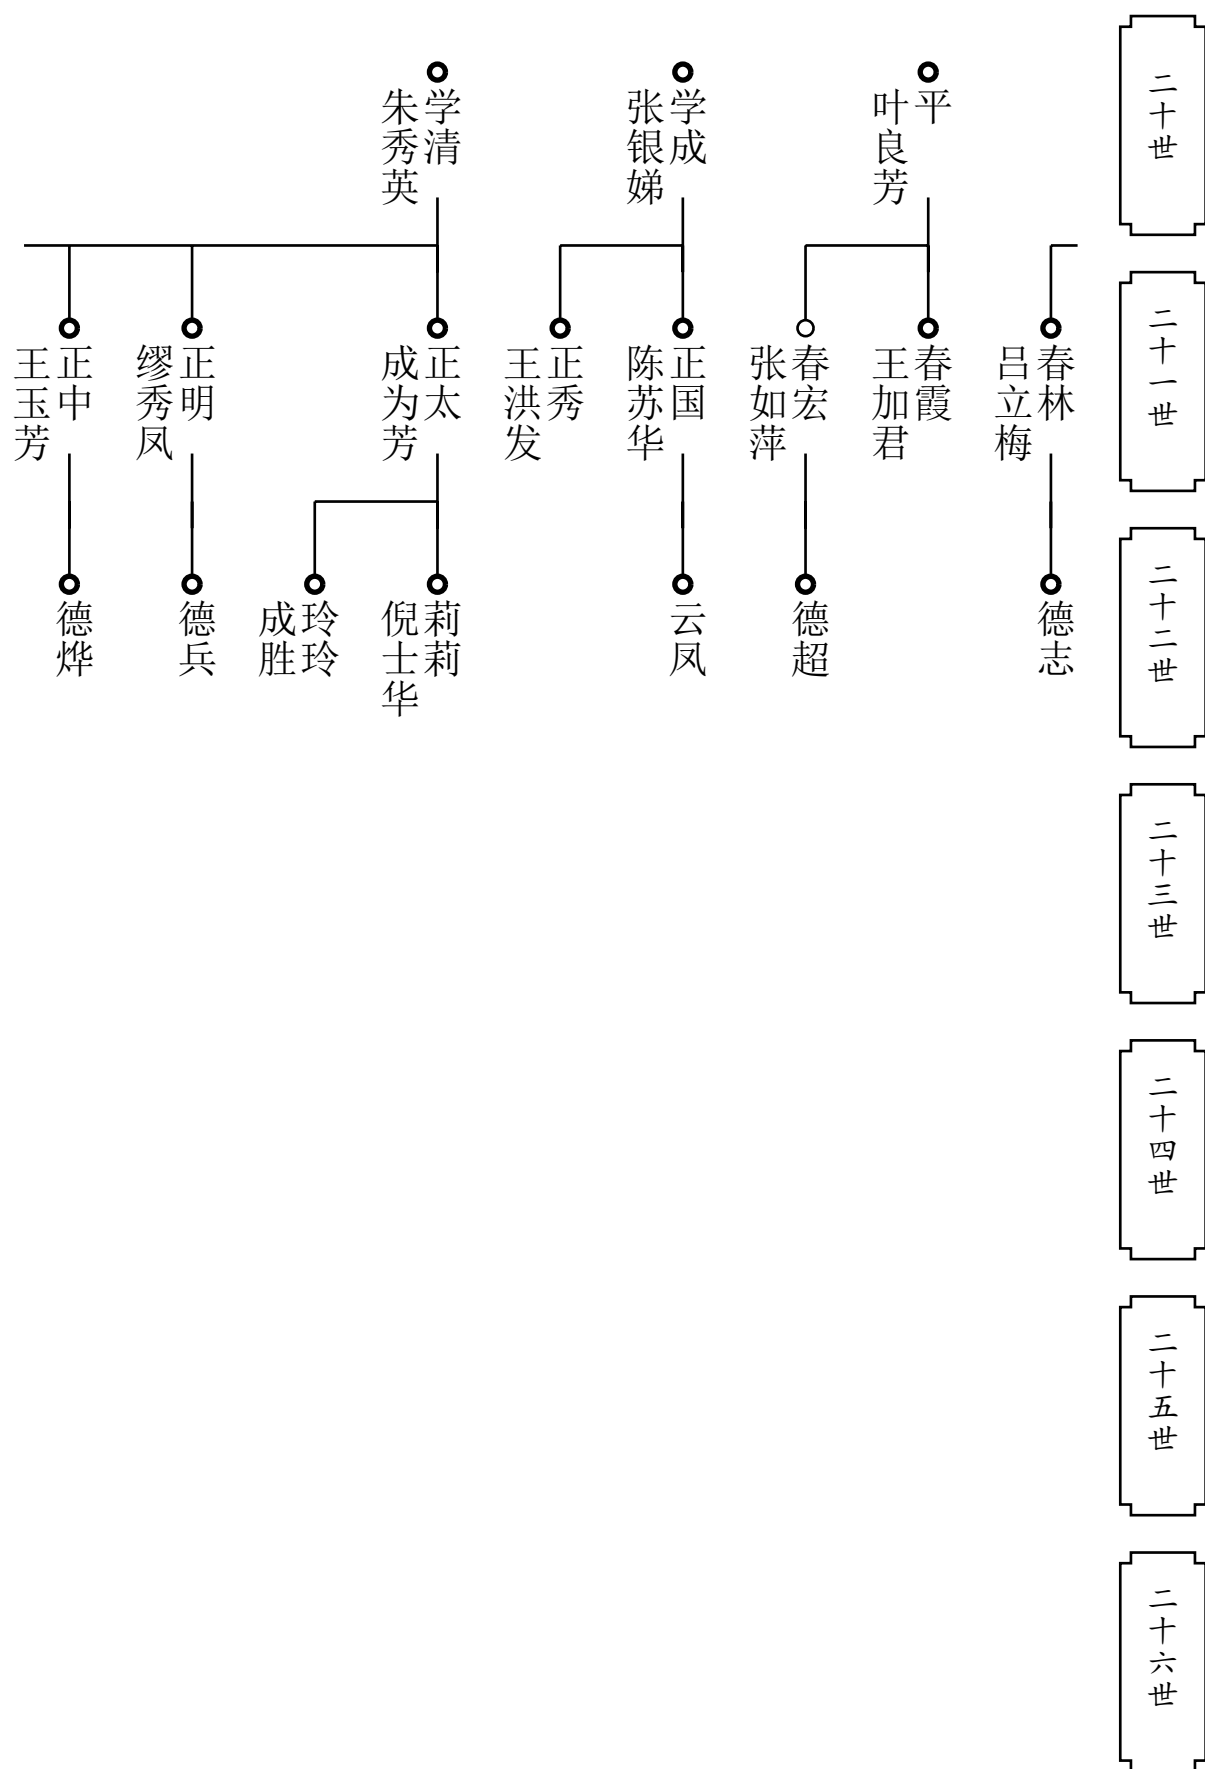 二十世
平
叶良芳
学成
张银娣
学清
朱秀英
二十一世
春林
吕立梅
春霞
王加君
春宏
张如萍
正国
陈苏华
正秀
王洪发
正太
成为芳
正明
缪秀凤
正中
王玉芳
二十二世
德志
德超
云凤
莉莉
倪士华
玲玲
成胜
德兵
德烨
二十三世
二十四世
二十五世
二十六世